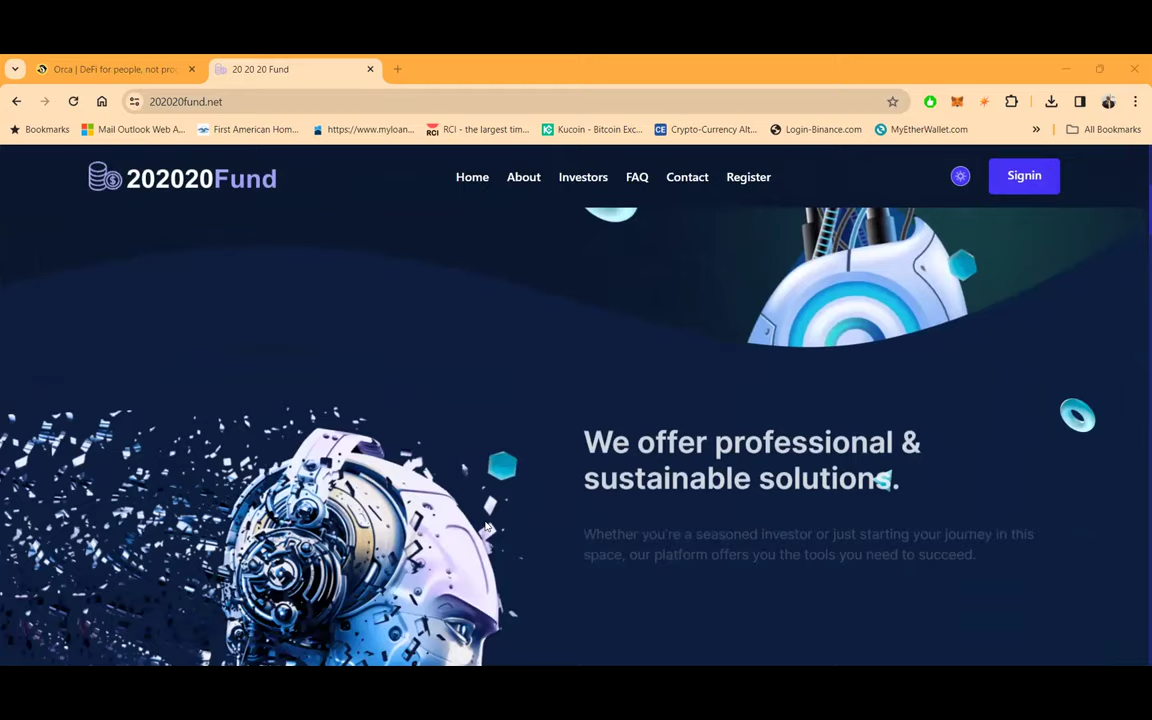 Orca | DeFi for people, not pro
20 20 20 Fund
202020fund.net
Bookmarks
Mail Outlook Web A...
First American Hom...
https://www.myloan...
RCI
RCI - the largest tim...
Kucoin - Bitcoin Exc...
CE
Crypto-Currency Alt...
Login-Binance.com
MyEtherWallet.com
»
All Bookmarks
202020Fund
Home
About
Investors
FAQ
Contact
Register
Signin
We offer professional &
sustainable solutions.
Whether you're a seasoned investor or just starting your journey in this
space, our platform offers you the tools you need to succeed.